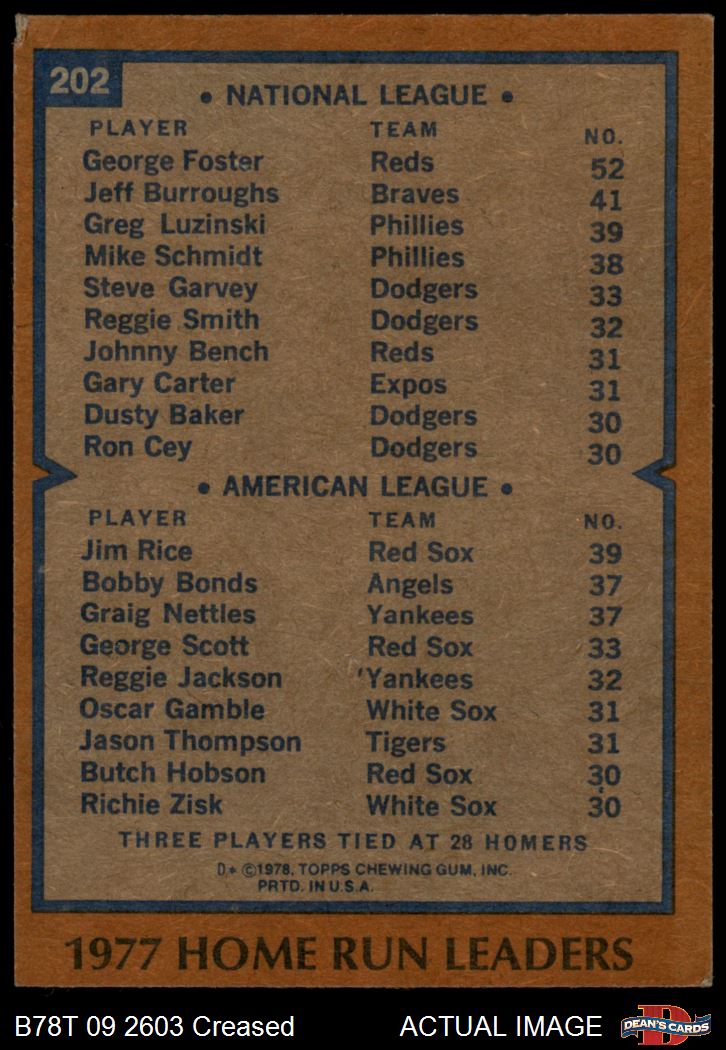 202
• NATIONAL LEAGUE •
PLAYER TEAM NO.
George Foster Reds 52
Jeff Burroughs Braves 41
Greg Luzinski Phillies 39
Mike Schmidt Phillies 38
Steve Garvey Dodgers 33
Reggie Smith Dodgers 32
Johnny Bench Reds 31
Gary Carter Expos 31
Dusty Baker Dodgers 30
Ron Cey Dodgers 30
• AMERICAN LEAGUE •
PLAYER TEAM NO.
Jim Rice Red Sox 39
Bobby Bonds Angels 37
Graig Nettles Yankees 37
George Scott Red Sox 33
Reggie Jackson Yankees 32
Oscar Gamble White Sox 31
Jason Thompson Tigers 31
Butch Hobson Red Sox 30
Richie Zisk White Sox 30
THREE PLAYERS TIED AT 28 HOMERS
D* ©1978, TOPPS CHEWING GUM, INC.
PRTD. IN U.S.A.
1977 HOME RUN LEADERS
B78T 09 2603 Creased ACTUAL IMAGE
D
DEAN'S CARDS